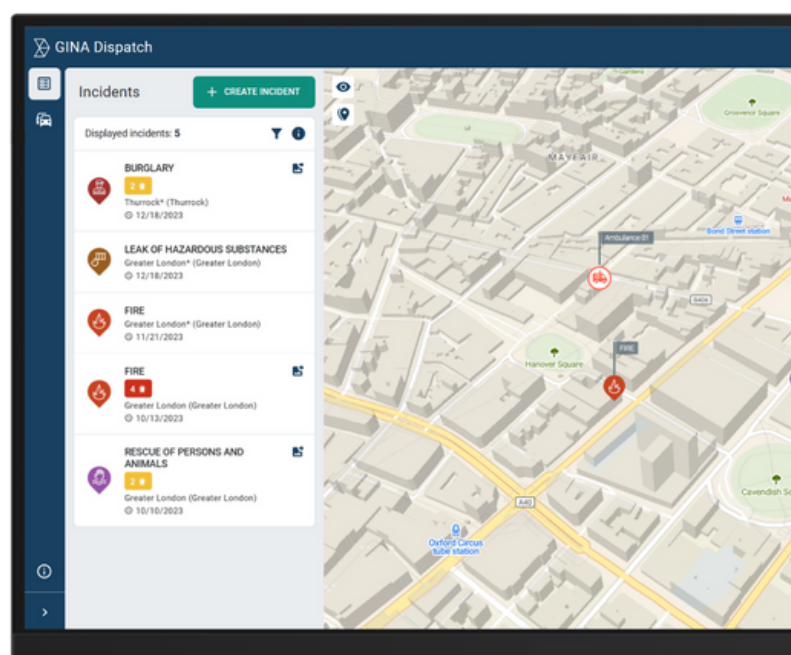 GINA Dispatch
Incidents
+ CREATE INCIDENT
Displayed incidents: 5
BURGLARY
2
Thurrock* (Thurrock)
12/18/2023
LEAK OF HAZARDOUS SUBSTANCES
Greater London* (Greater London)
12/18/2023
FIRE
Greater London* (Greater London)
11/21/2023
FIRE
4
Greater London (Greater London)
10/13/2023
RESCUE OF PERSONS AND
ANIMALS
2
Greater London (Greater London)
10/10/2023
Gardens
Grosvenor Square
MAYFAIR
Bond Street station
Ambulance 01
Hanover Square
FIRE
A40
Cavendish
Oxford Circus
tube station